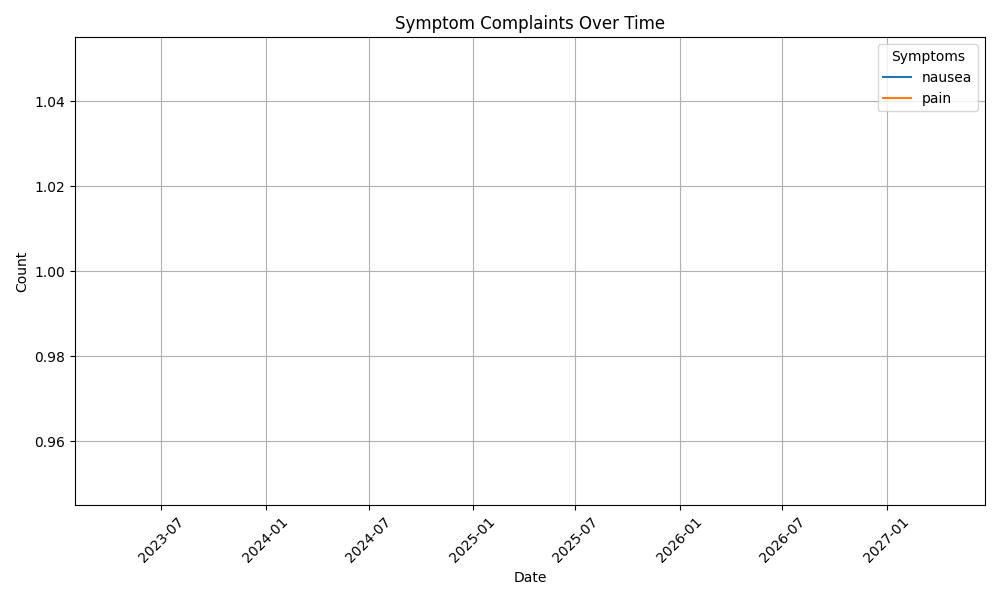 Symptom Complaints Over Time
Symptoms
nausea
pain
1.04
1.02
1.00
0.98
0.96
Count
2023-07
2024-01
2024-07
2025-01
2025-07
2026-01
2026-07
2027-01
Date